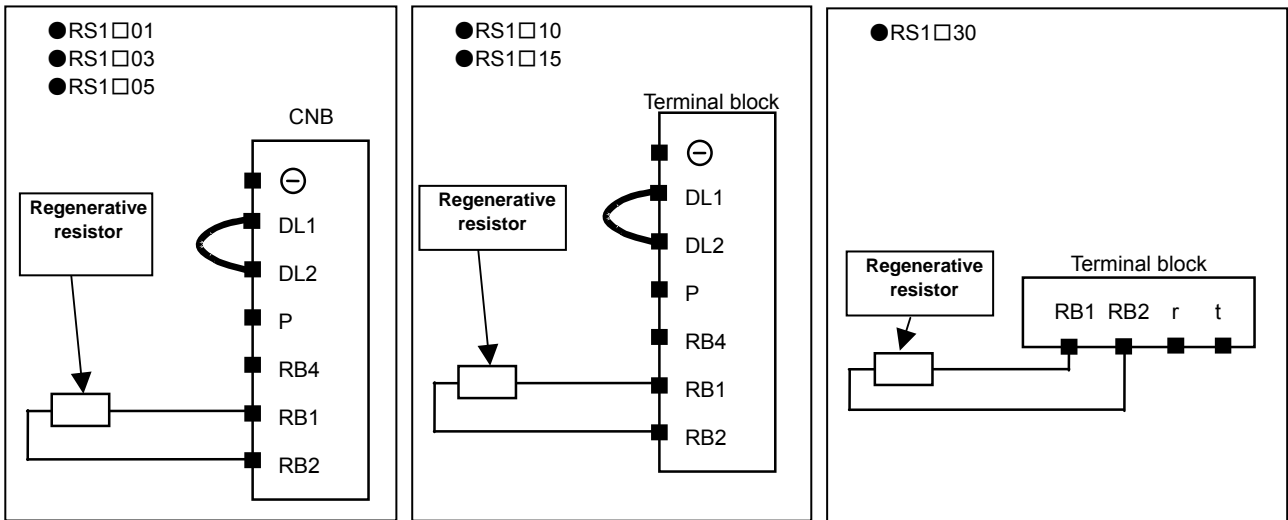 ●RS1□01
●RS1□03
●RS1□05
CNB
⊖
DL1
DL2
P
RB4
RB1
RB2
Regenerative
resistor
●RS1□10
●RS1□15
Terminal block
⊖
DL1
DL2
P
RB4
RB1
RB2
Regenerative
resistor
●RS1□30
Terminal block
RB1 RB2 r t
Regenerative
resistor